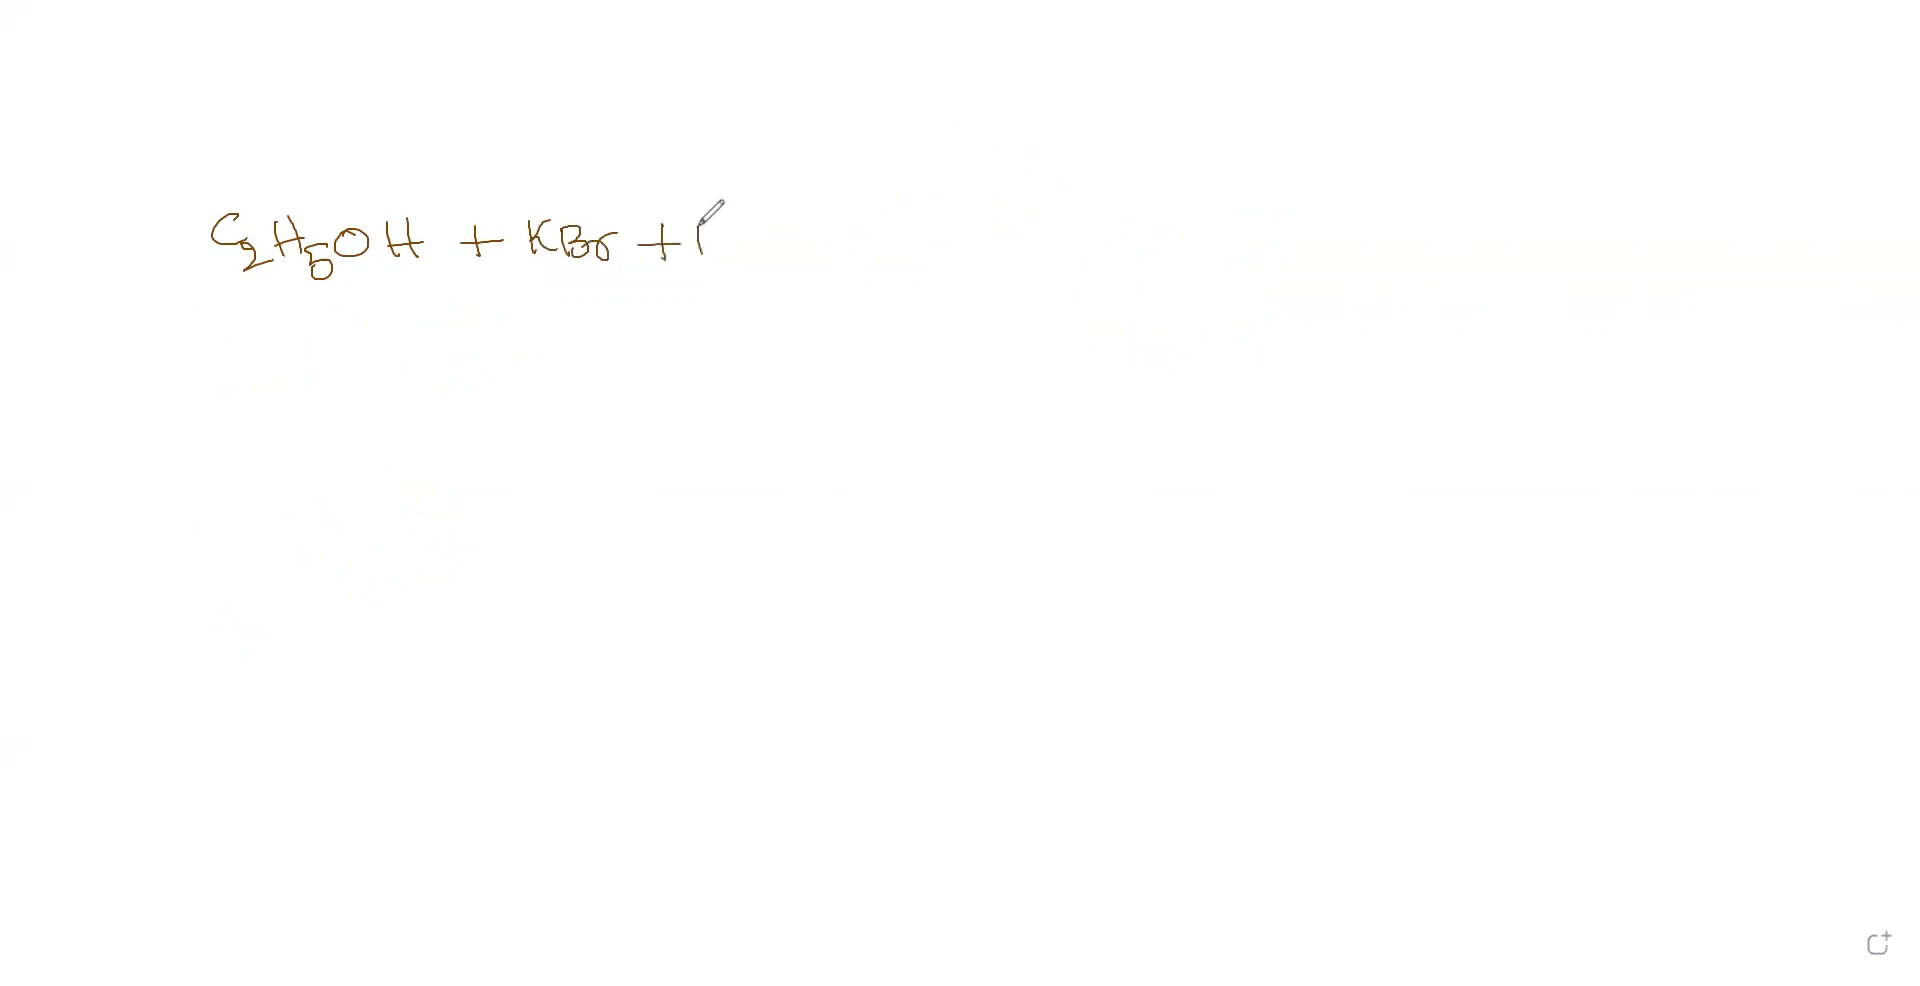 C₂H₅OH + KBr +